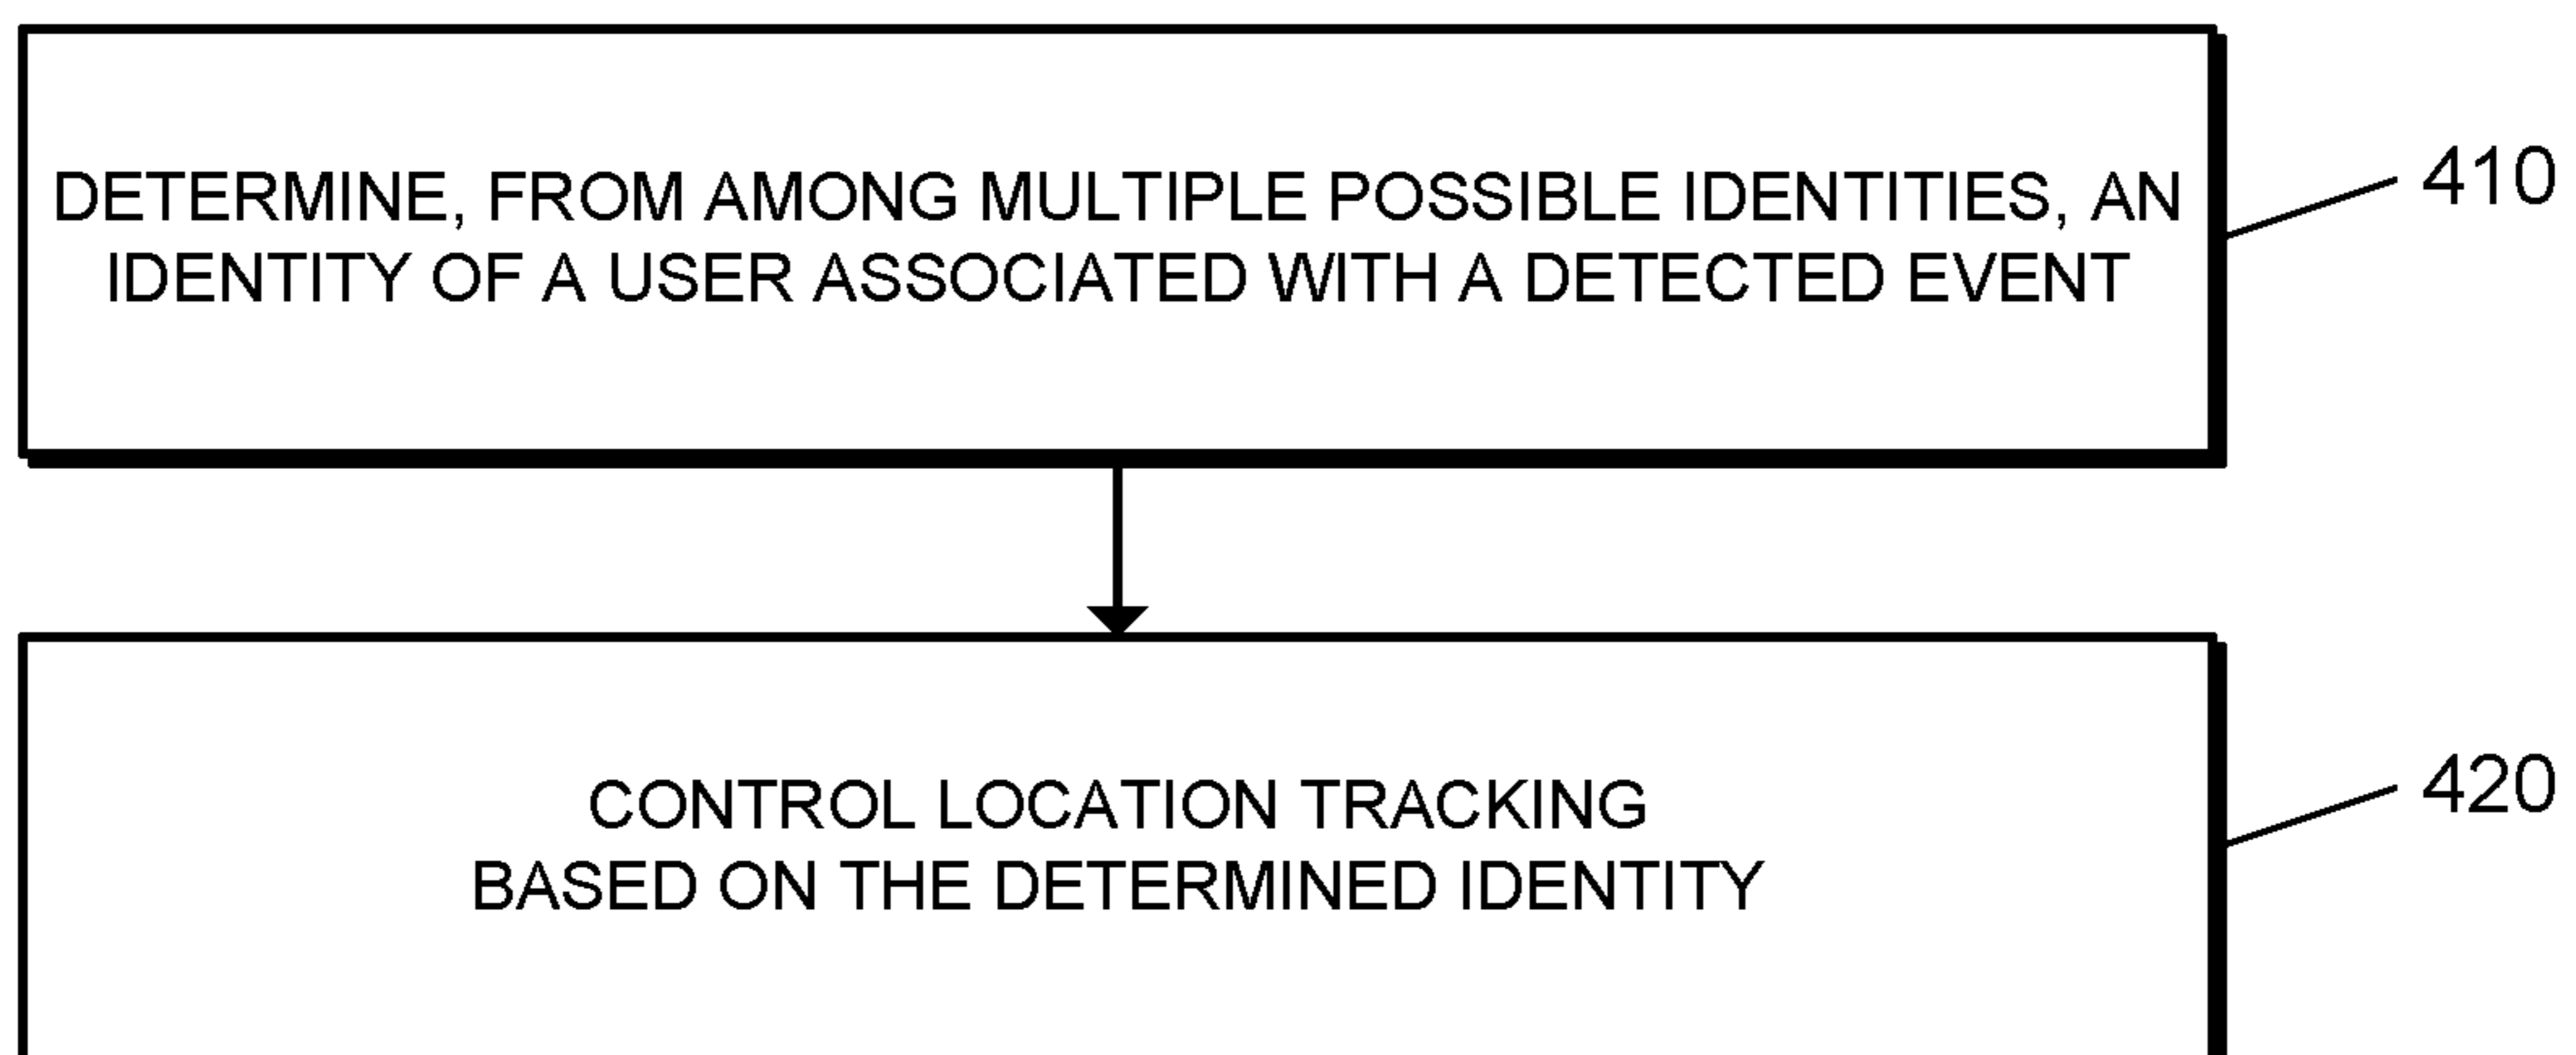 DETERMINE, FROM AMONG MULTIPLE POSSIBLE IDENTITIES, AN
IDENTITY OF A USER ASSOCIATED WITH A DETECTED EVENT
410
CONTROL LOCATION TRACKING
BASED ON THE DETERMINED IDENTITY
420